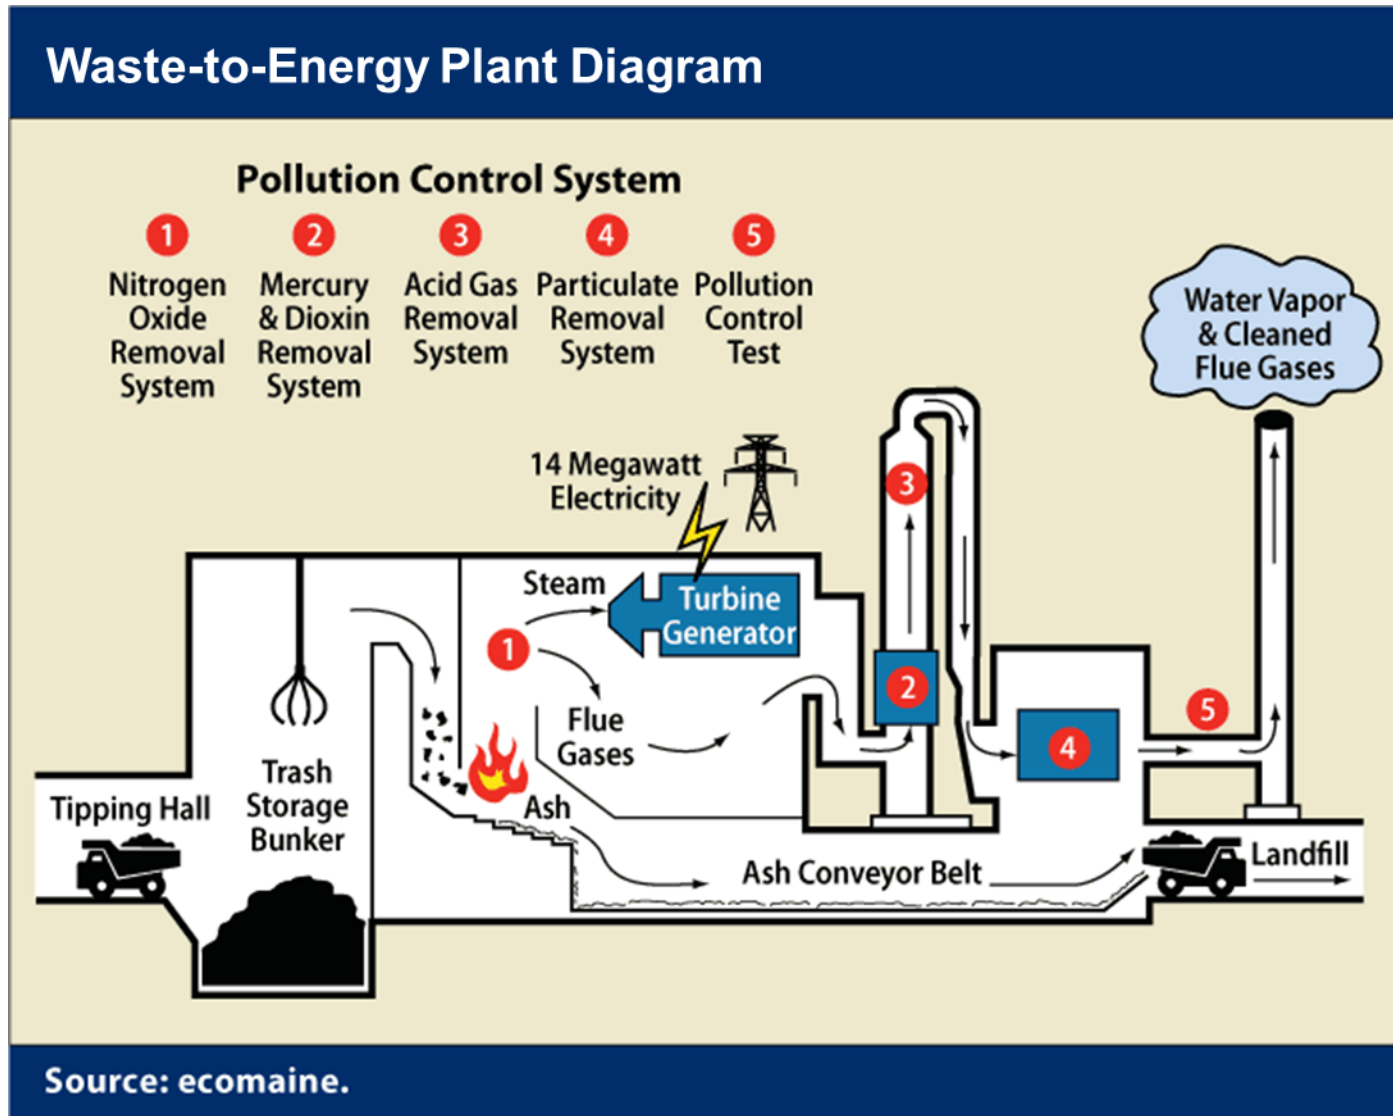 Waste-to-Energy Plant Diagram
Pollution Control System
1
Nitrogen
Oxide
Removal
System
2
Mercury
& Dioxin
Removal
System
3
Acid Gas
Removal
System
4
Particulate
Removal
System
5
Pollution
Control
Test
Water Vapor
& Cleaned
Flue Gases
14 Megawatt
Electricity
3
Steam
Turbine
Generator
1
2
Flue
Gases
5
4
Tipping Hall
Trash
Storage
Bunker
Ash
Ash Conveyor Belt
Landfill
Source: ecomaine.